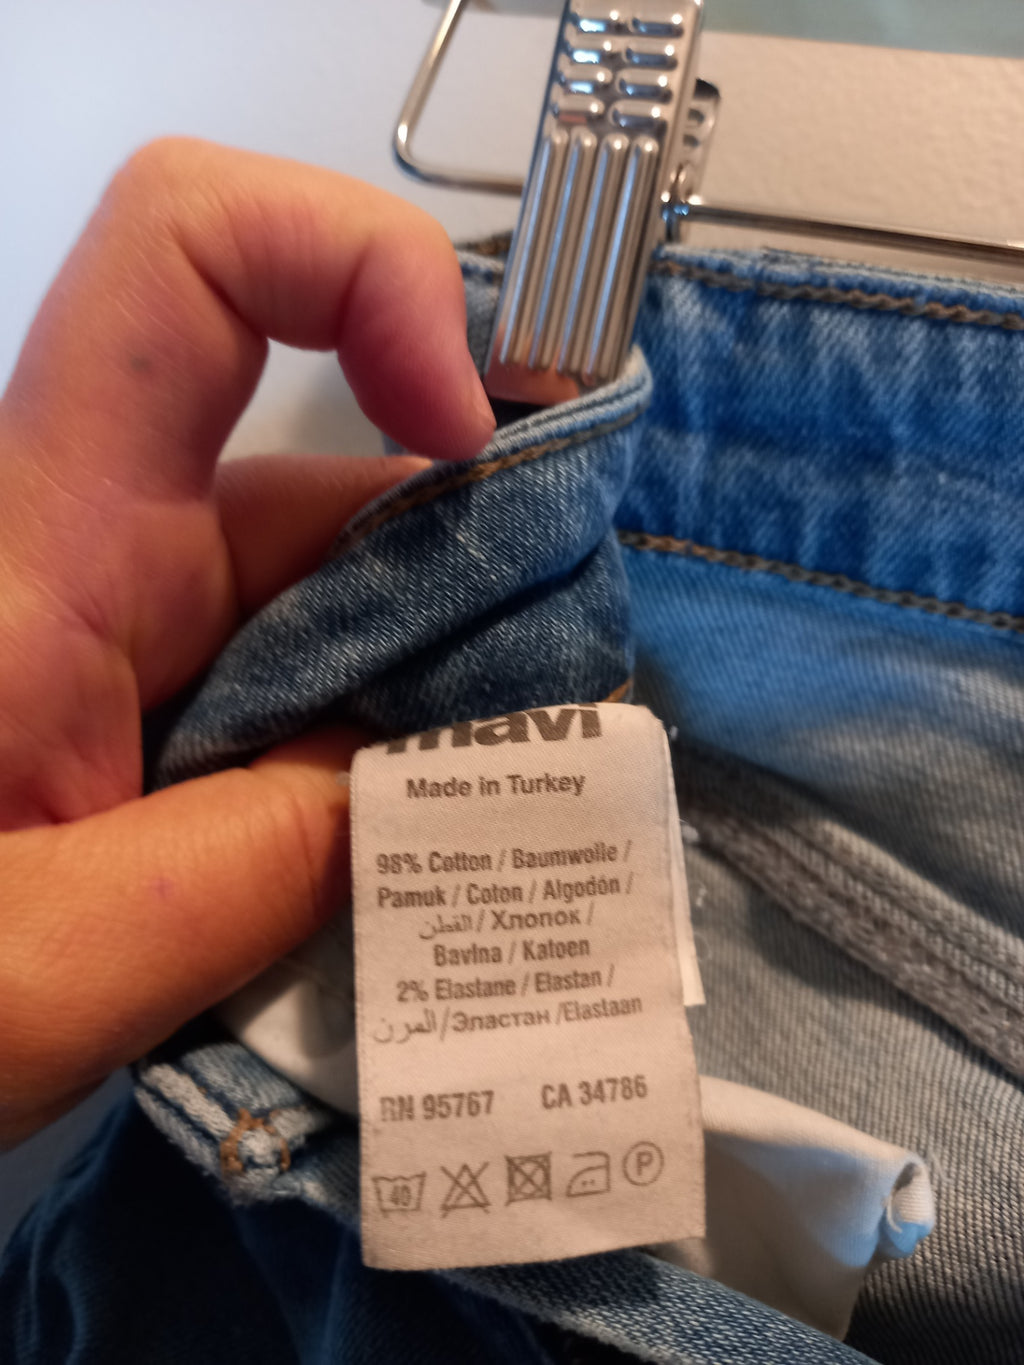 mavi
Made in Turkey
98% Cotton / Baumwolle /
Pamuk / Coton / Algodón /
القطن / Хлопок /
Bavlna / Katoen
2% Elastane / Elastan /
المرن/Эластан /Elastaan
RN 95767 CA 34786
40 P